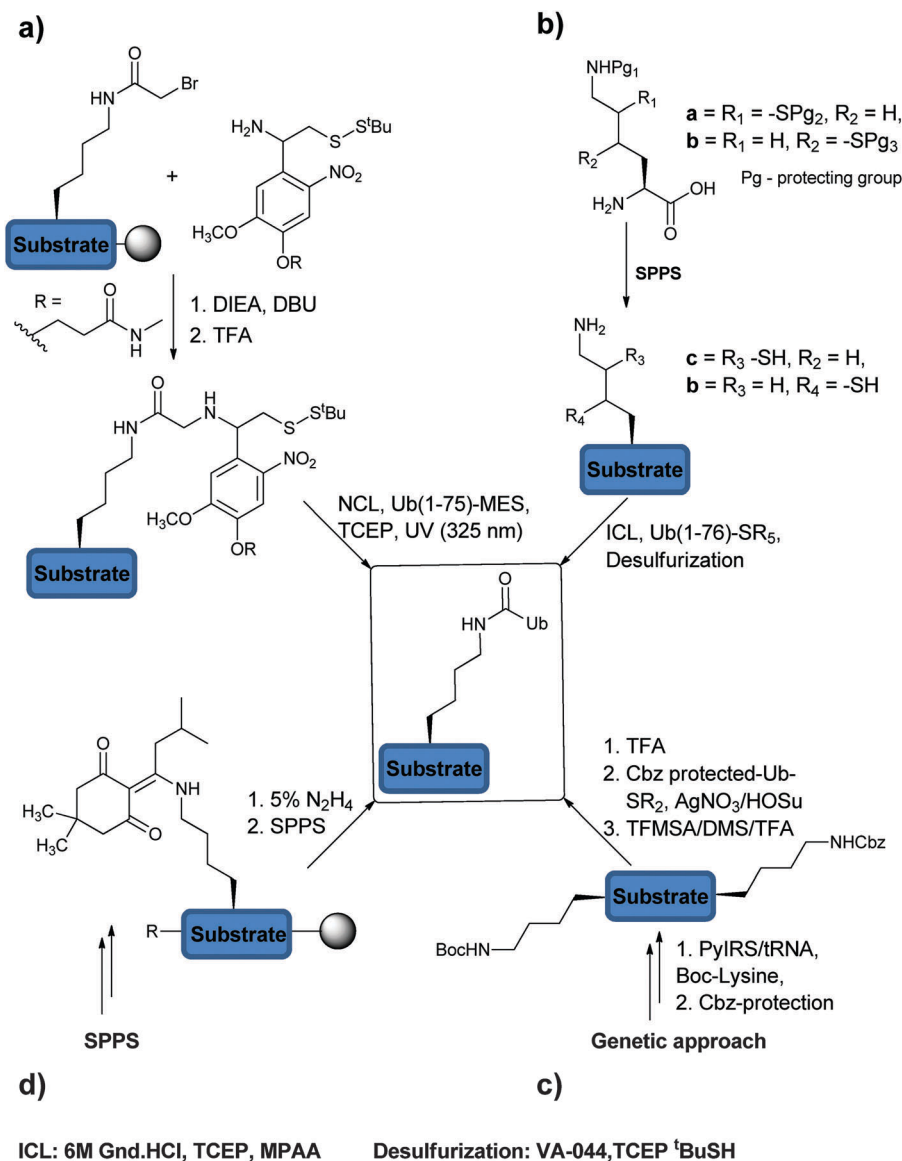 a)
O
Br
HN
H₂N
S
SᵗBu
NO₂
H₃CO
OR
+
Substrate
R =
O
N
H
1. DIEA, DBU
2. TFA
O
HN
H
N
S
SᵗBu
NO₂
H₃CO
OR
Substrate
NCL, Ub(1-75)-MES,
TCEP, UV (325 nm)
b)
NHPg₁
R₁
R₂
H₂N
OH
O
a = R₁ = -SPg₂, R₂ = H,
b = R₁ = H, R₂ = -SPg₃
Pg - protecting group
SPPS
NH₂
R₃
R₄
c = R₃ -SH, R₂ = H,
b = R₃ = H, R₄ = -SH
Substrate
ICL, Ub(1-76)-SR₅,
Desulfurization
O
HN
Ub
Substrate
O
NH
H₃C
H₃C
O
1. 5% N₂H₄
2. SPPS
R
Substrate
SPPS
1. TFA
2. Cbz protected-Ub-
SR₂, AgNO₃/HOSu
3. TFMSA/DMS/TFA
NHCbz
Substrate
BocHN
1. PylRS/tRNA,
Boc-Lysine,
2. Cbz-protection
Genetic approach
d)
c)
ICL: 6M Gnd.HCl, TCEP, MPAA
Desulfurization: VA-044,TCEP ᵗBuSH